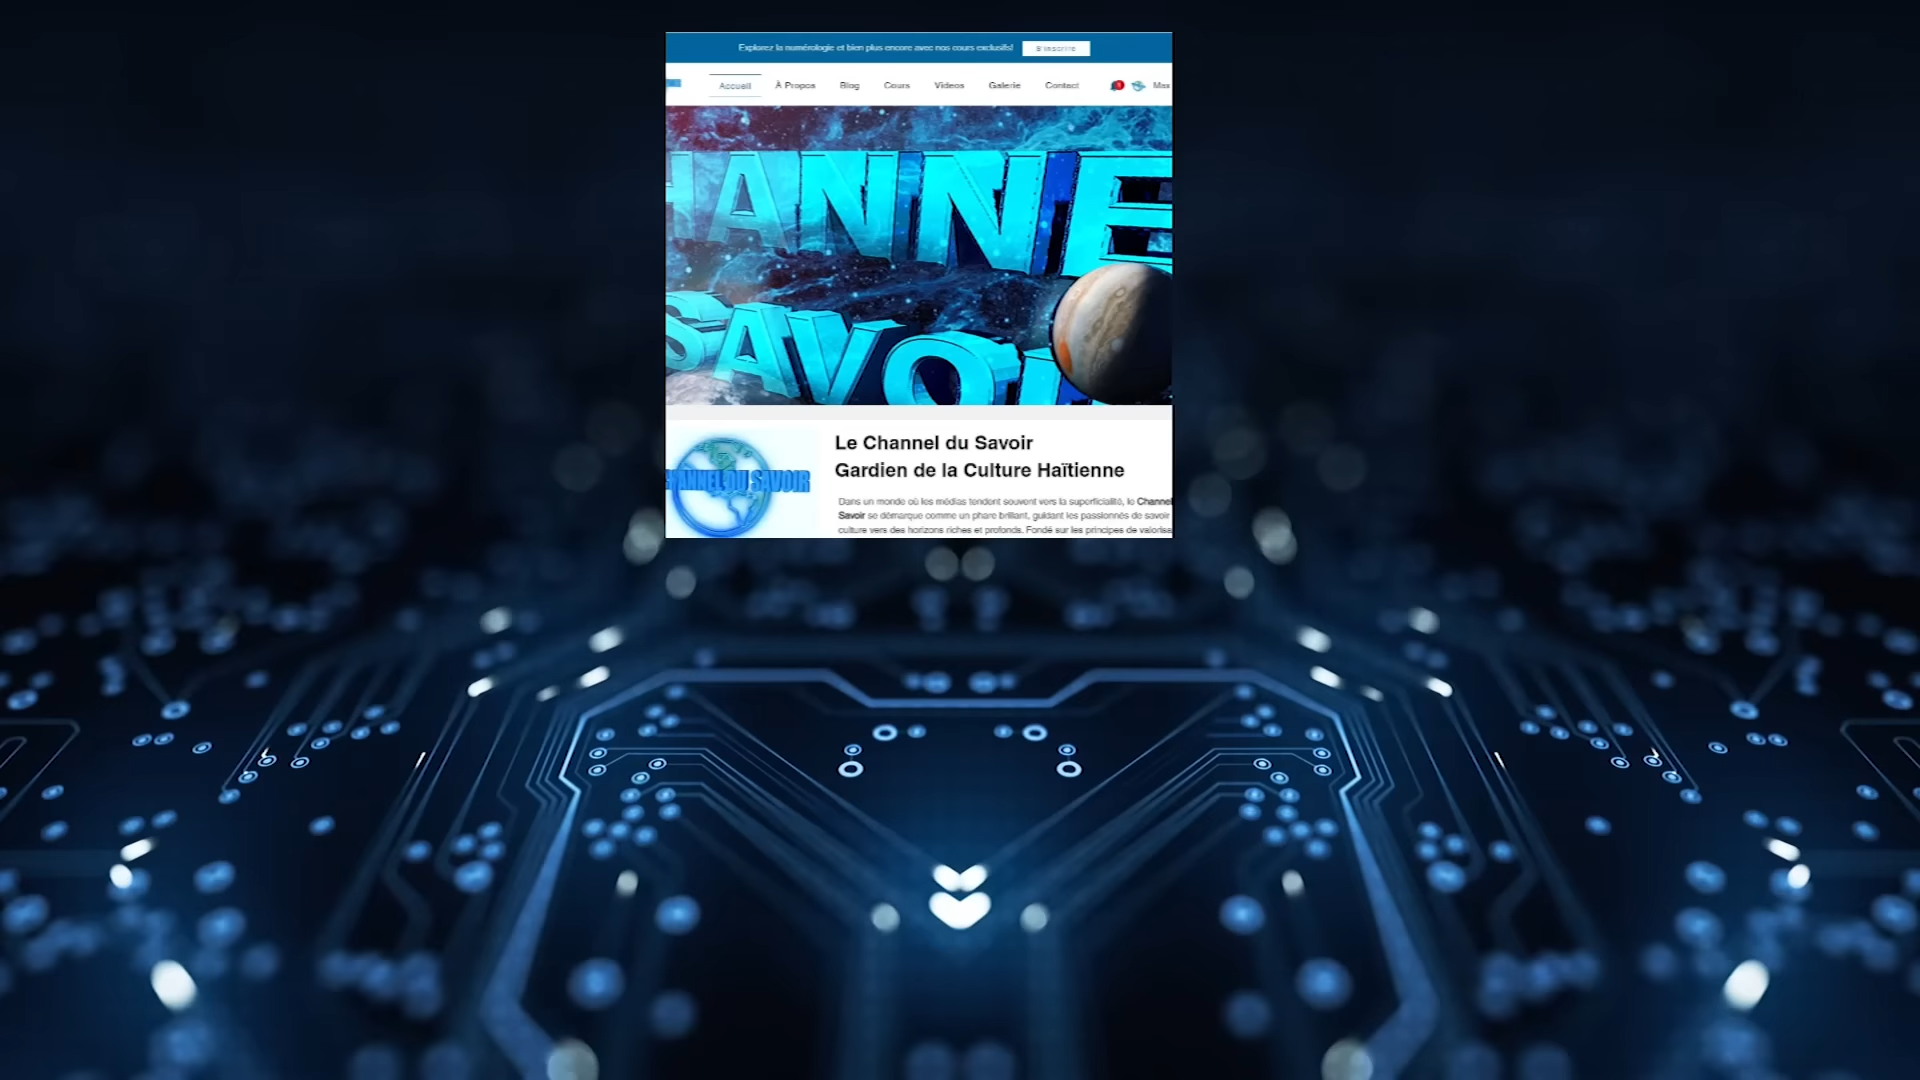 Explorez la numérologie et bien plus encore avec nos cours exclusifs! S'inscrire
Accueil À Propos Blog Cours Videos Galerie Contact Max
HANNE
SAVOI
Le Channel du Savoir
Gardien de la Culture Haïtienne
HANNEL DU SAVOIR
Dans un monde où les médias tendent souvent vers la superficialité, le Channel
Savoir se démarque comme un phare brillant, guidant les passionnés de savoir
culture vers des horizons riches et profonds. Fondé sur les principes de valorisa